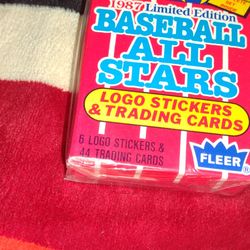 1987 Limited Edition
BASEBALL
ALL
STARS
LOGO STICKERS
& TRADING CARDS
6 LOGO STICKERS &
44 TRADING CARDS
FLEER